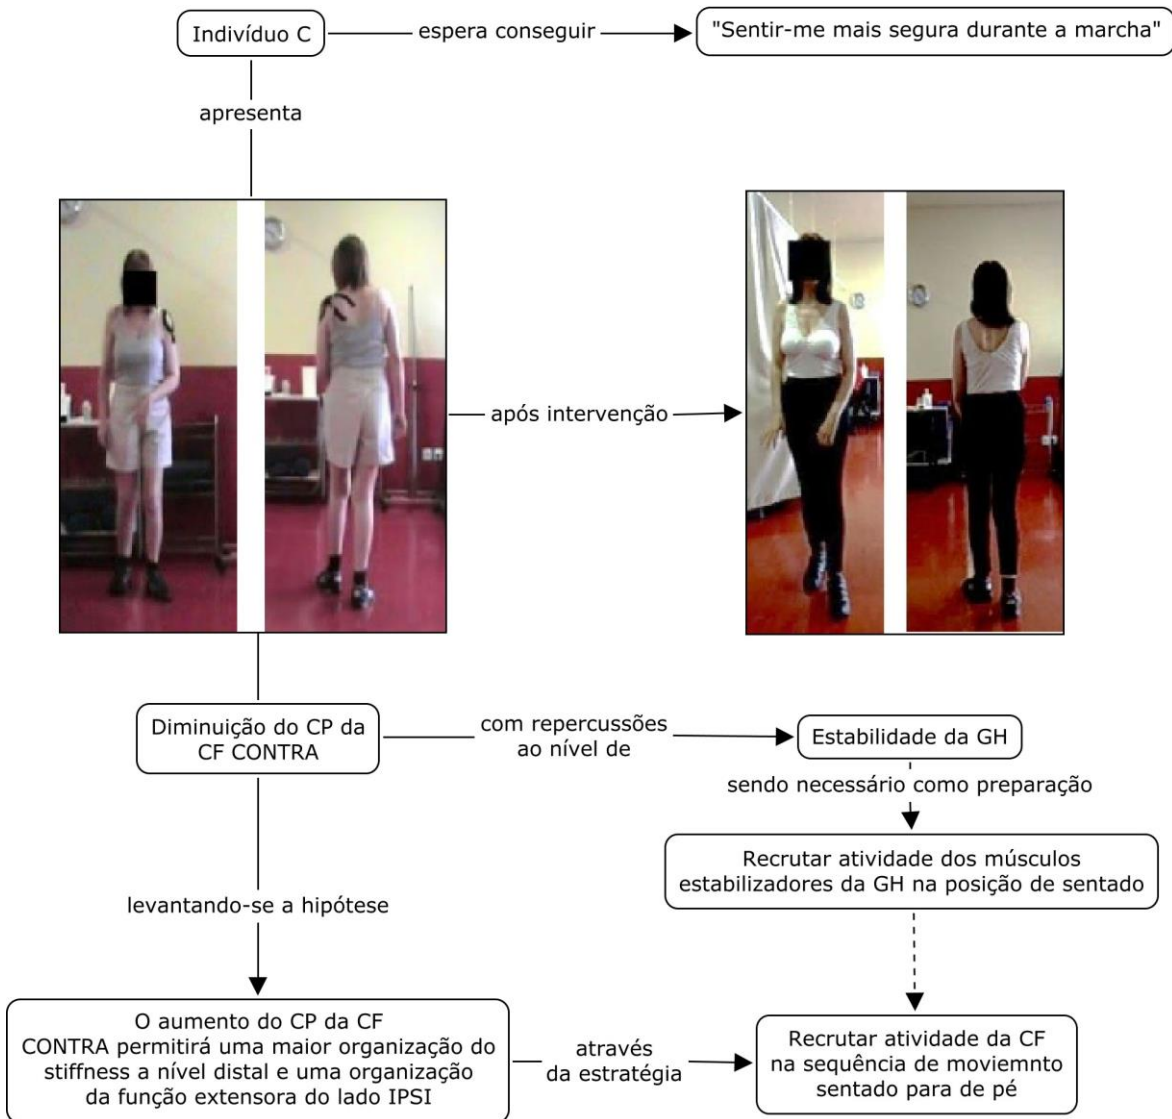 Indivíduo C
espera conseguir
"Sentir-me mais segura durante a marcha"
apresenta
após intervenção
Diminuição do CP da
CF CONTRA
com repercussões
ao nível de
Estabilidade da GH
sendo necessário como preparação
Recrutar atividade dos músculos
estabilizadores da GH na posição de sentado
levantando-se a hipótese
O aumento do CP da CF
CONTRA permitirá uma maior organização do
stiffness a nível distal e uma organização
da função extensora do lado IPSI
através
da estratégia
Recrutar atividade da CF
na sequência de moviemnto
sentado para de pé